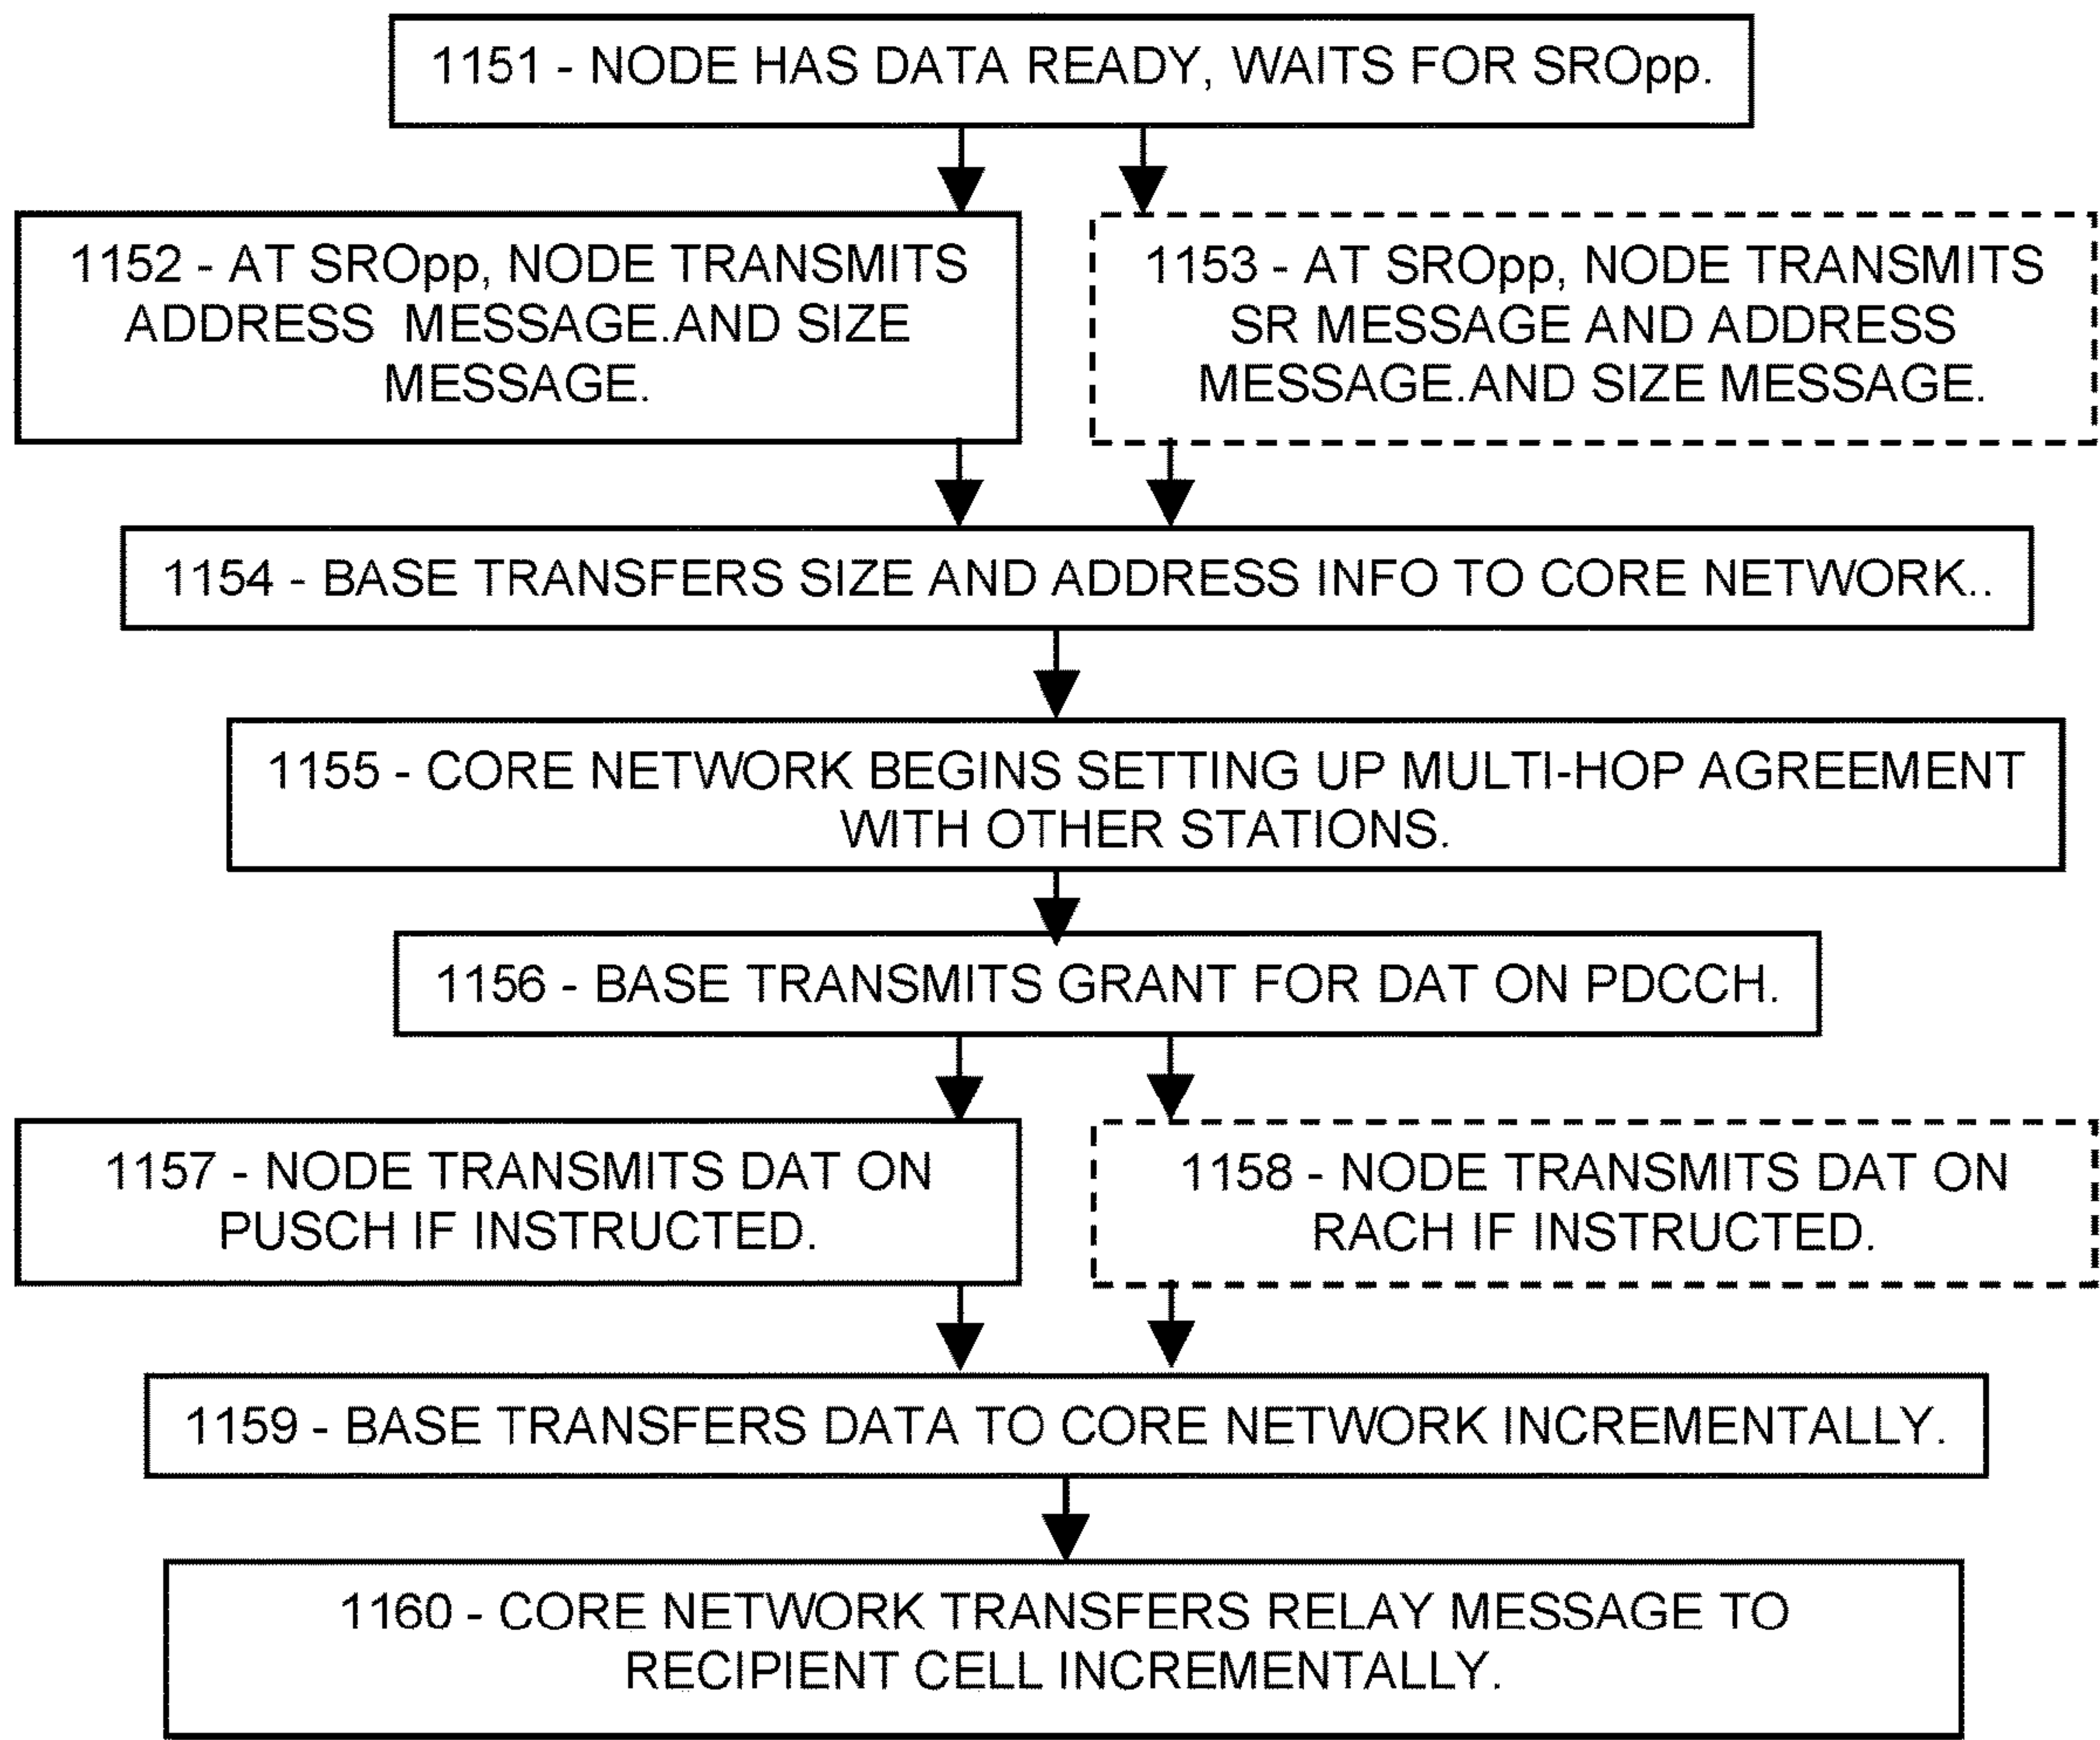 1151 - NODE HAS DATA READY, WAITS FOR SROpp.
1152 - AT SROpp, NODE TRANSMITS
ADDRESS MESSAGE.AND SIZE
MESSAGE.
1153 - AT SROpp, NODE TRANSMITS
SR MESSAGE AND ADDRESS
MESSAGE.AND SIZE MESSAGE.
1154 - BASE TRANSFERS SIZE AND ADDRESS INFO TO CORE NETWORK..
1155 - CORE NETWORK BEGINS SETTING UP MULTI-HOP AGREEMENT
WITH OTHER STATIONS.
1156 - BASE TRANSMITS GRANT FOR DAT ON PDCCH.
1157 - NODE TRANSMITS DAT ON
PUSCH IF INSTRUCTED.
1158 - NODE TRANSMITS DAT ON
RACH IF INSTRUCTED.
1159 - BASE TRANSFERS DATA TO CORE NETWORK INCREMENTALLY.
1160 - CORE NETWORK TRANSFERS RELAY MESSAGE TO
RECIPIENT CELL INCREMENTALLY.